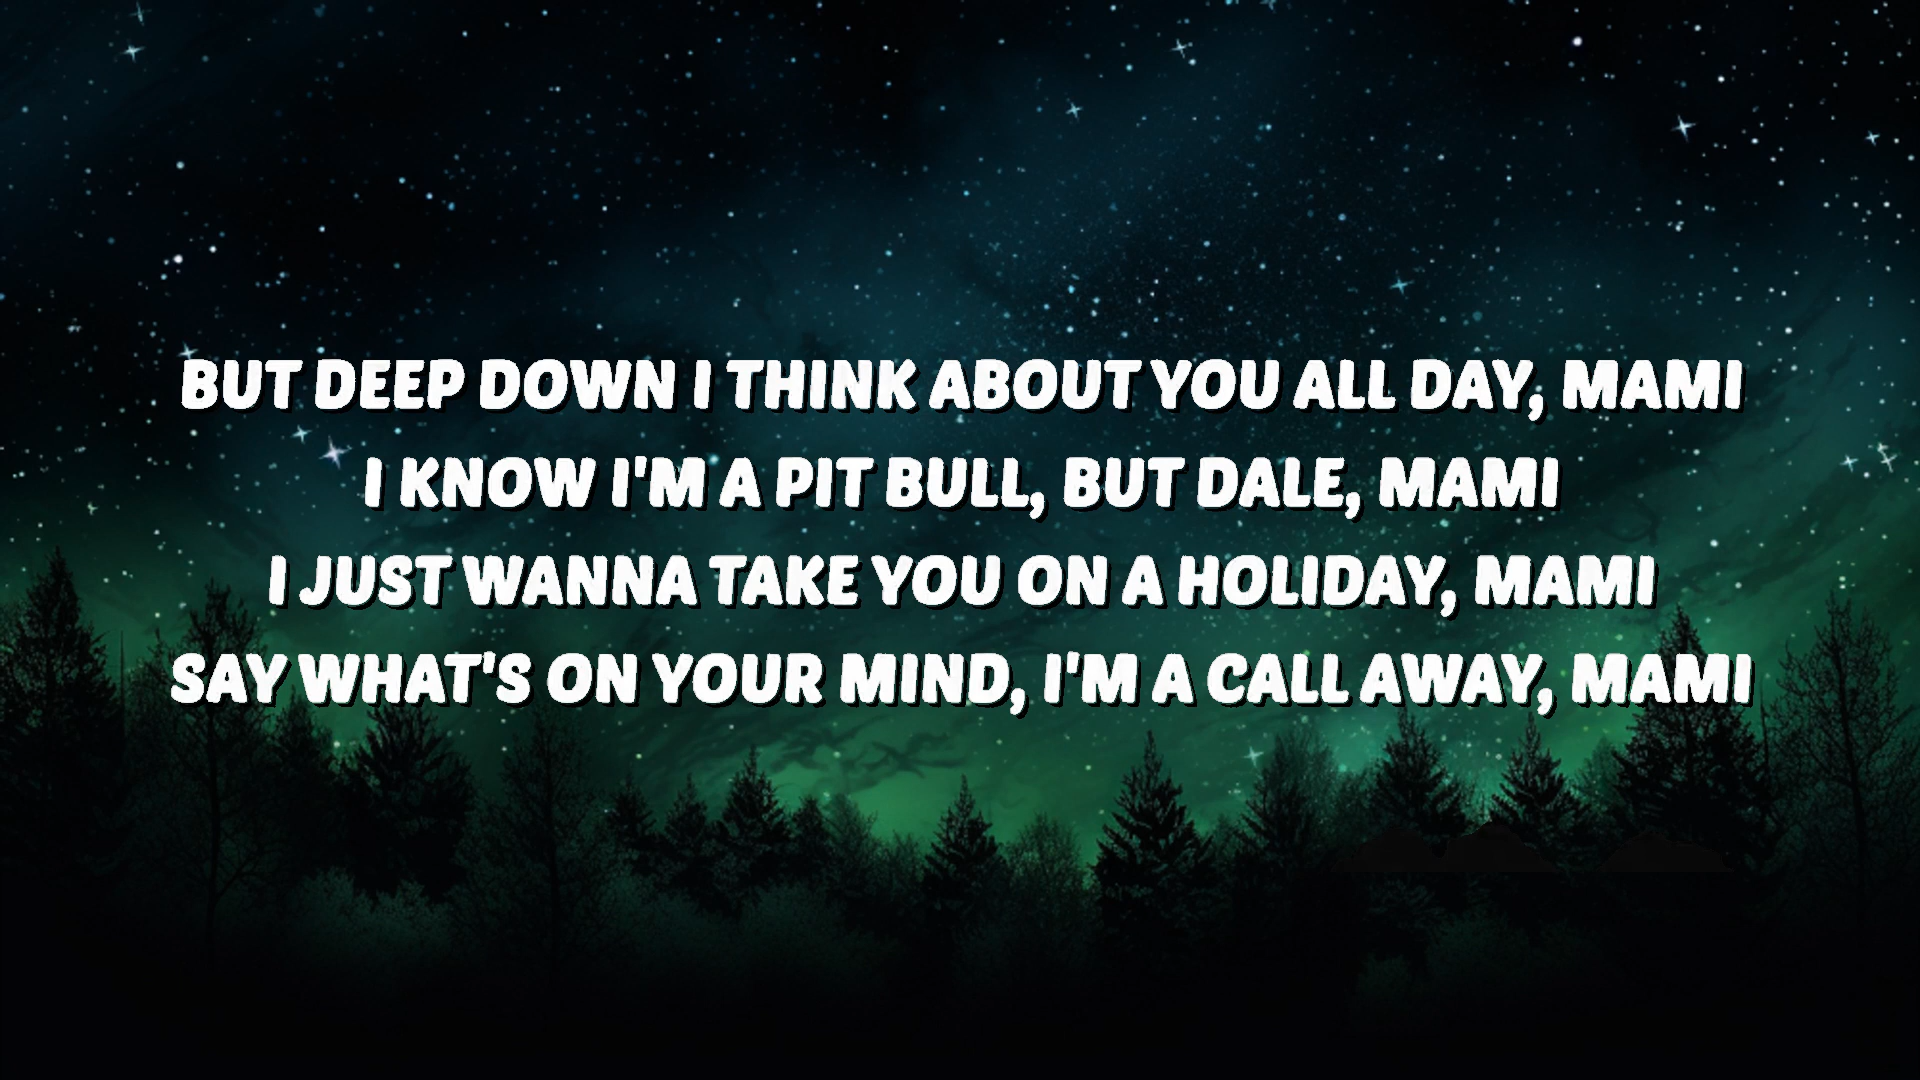 BUT DEEP DOWN I THINK ABOUT YOU ALL DAY, MAMI
I KNOW I'M A PIT BULL, BUT DALE, MAMI
I JUST WANNA TAKE YOU ON A HOLIDAY, MAMI
SAY WHAT'S ON YOUR MIND, I'M A CALL AWAY, MAMI